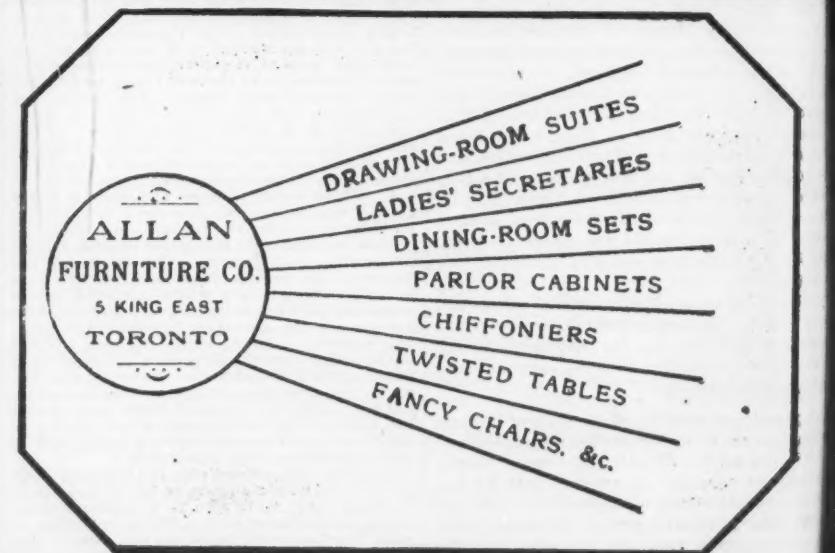 ALLAN
FURNITURE CO.
5 KING EAST
TORONTO
DRAWING-ROOM SUITES
LADIES' SECRETARIES
DINING-ROOM SETS
PARLOR CABINETS
CHIFFONIERS
TWISTED TABLES
FANCY CHAIRS, &c.